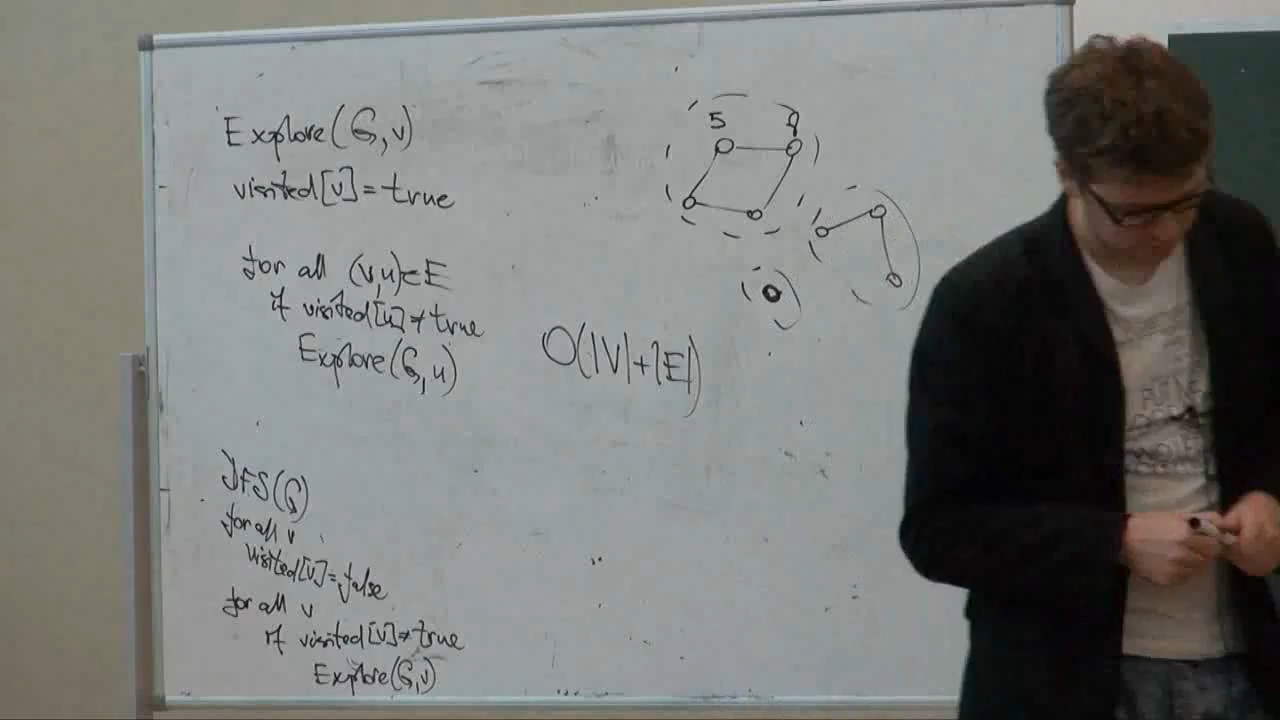 Explore(G,v)
visited[v]=true
for all (v,u)∈E
if visited[u]≠true
Explore(G,u)
O(|V|+|E|)
5
DFS(G)
for all v
visited[v]=false
for all v
if visited[v]≠true
Explore(G,v)